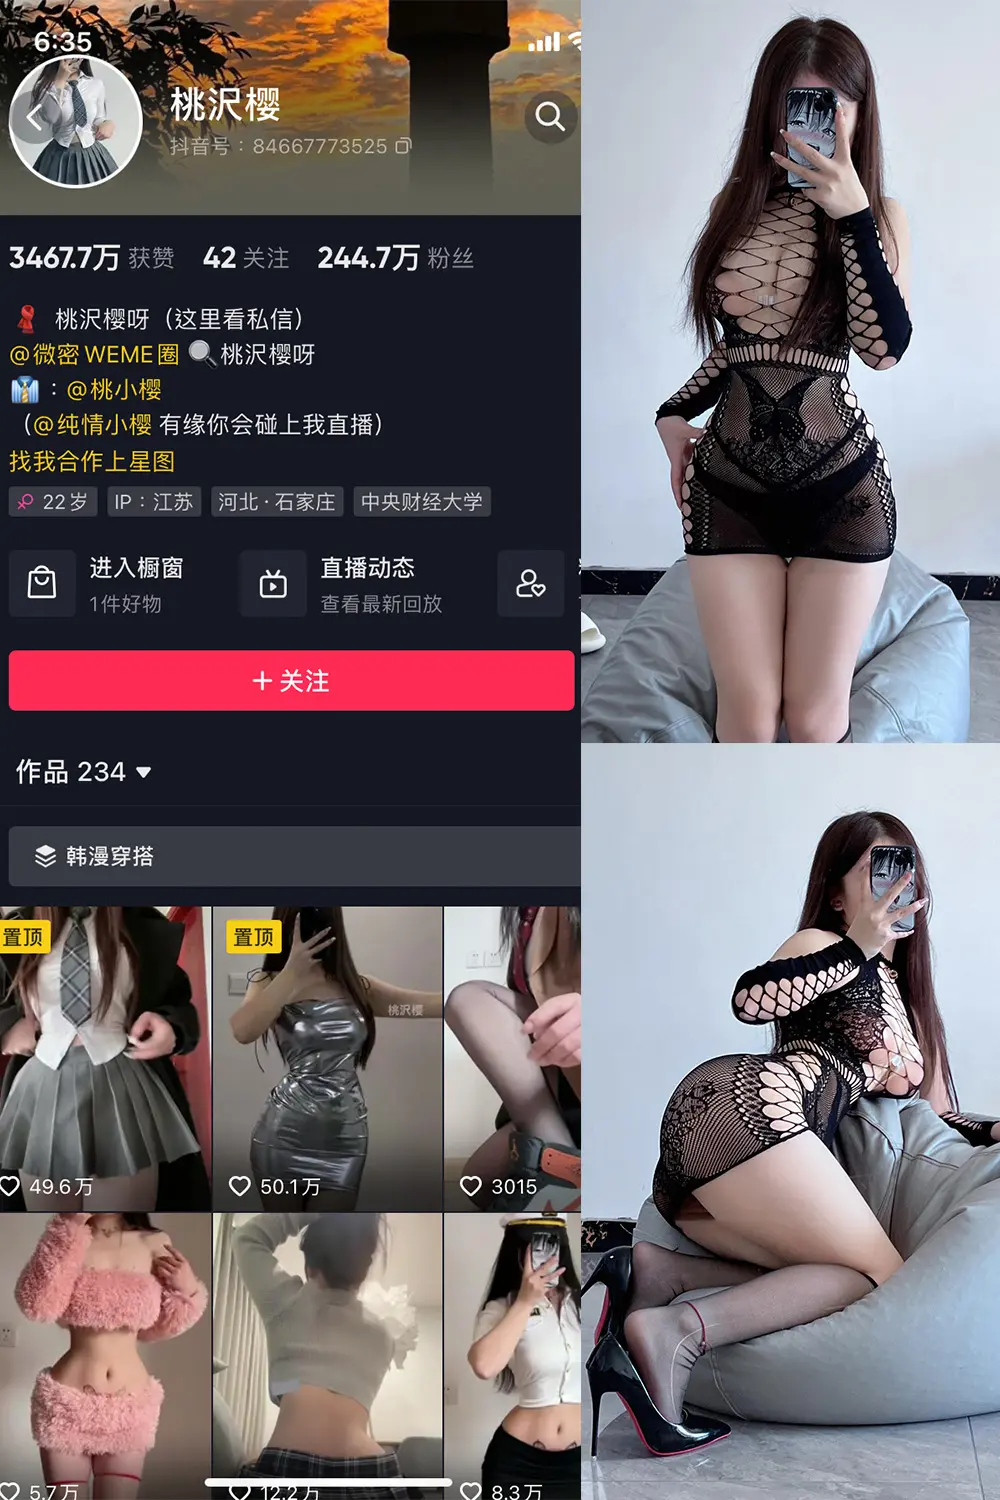 6:35
桃沢樱
抖音号：84667773525
3467.7万 获赞 42 关注 244.7万 粉丝
桃沢樱呀（这里看私信）
@微密 WEME圈 桃沢樱呀
：@桃小樱
（@纯情小樱 有缘你会碰上我直播）
找我合作上星图
22岁 IP：江苏 河北·石家庄 中央财经大学
进入橱窗
1件好物
直播动态
查看最新回放
+ 关注
作品 234
韩漫穿搭
置顶
置顶
桃沢樱
49.6万
50.1万
3015
5.7万
12.2万
8.3万